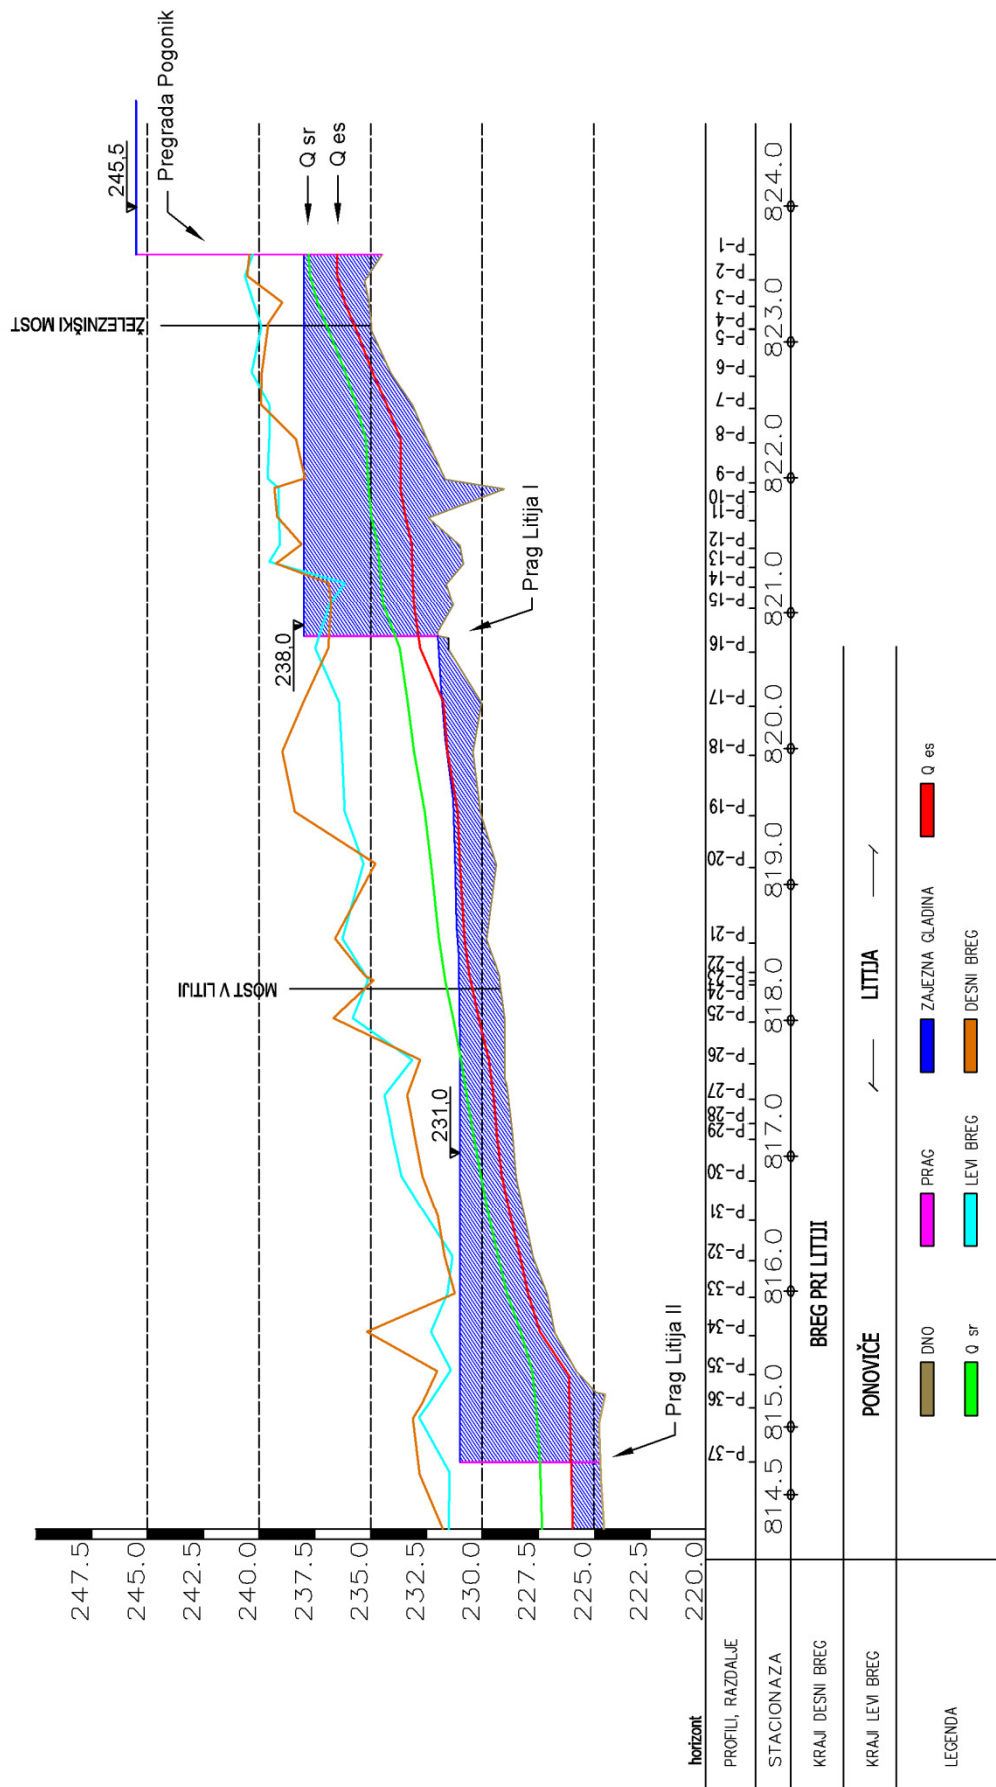 Pregrada Pogonik
245,5
Q sr
Q es
ŽELEZNIŠKI MOST
238,0
Prag Litija I
MOST V LITIJI
231,0
Prag Litija II
247.5
245.0
242.5
240.0
237.5
235.0
232.5
230.0
227.5
225.0
222.5
220.0
horizont
PROFILI, RAZDALJE
P-37
P-36
P-35
P-34
P-33
P-32
P-31
P-30
P-29
P-28
P-27
P-26
P-25
P-24
P-23
P-22
P-21
P-20
P-19
P-18
P-17
P-16
P-15
P-14
P-13
P-12
P-11
P-10
P-9
P-8
P-7
P-6
P-5
P-4
P-3
P-2
P-1
STACIONAZA
814.5
815.0
816.0
817.0
818.0
819.0
820.0
821.0
822.0
823.0
824.0
KRAJI DESNI BREG
BREG PRI LITIJI
KRAJI LEVI BREG
PONOVIČE
LITIJA
LEGENDA
DNO
PRAG
ZAJEZNA GLADINA
Q es
Q sr
LEVI BREG
DESNI BREG